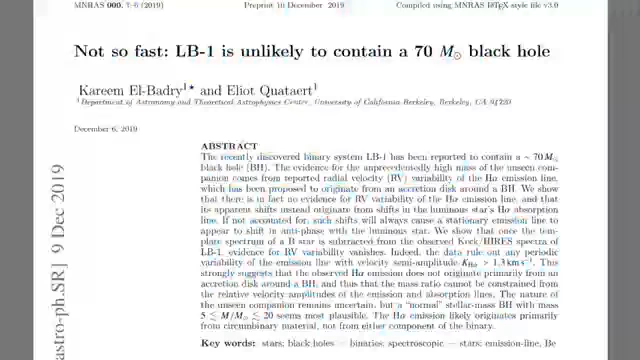 MNRAS 000, 1–6 (2019) Preprint 10 December 2019 Compiled using MNRAS LATEX style file v3.0
Not so fast: LB-1 is unlikely to contain a 70 M⊙ black hole
Kareem El-Badry1⋆ and Eliot Quataert1
1Department of Astronomy and Theoretical Astrophysics Center, University of California Berkeley, Berkeley, CA 94720
December 6, 2019
ABSTRACT
The recently discovered binary system LB-1 has been reported to contain a ∼ 70 M⊙
black hole (BH). The evidence for the unprecedentedly high mass of the unseen com-
panion comes from reported radial velocity (RV) variability of the Hα emission line,
which has been proposed to originate from an accretion disk around a BH. We show
that there is in fact no evidence for RV variability of the Hα emission line, and that
its apparent shifts instead originate from shifts in the luminous star's Hα absorption
line. If not accounted for, such shifts will always cause a stationary emission line to
appear to shift in anti-phase with the luminous star. We show that once the tem-
plate spectrum of a B star is subtracted from the observed Keck/HIRES spectra of
LB-1, evidence for RV variability vanishes. Indeed, the data rule out any periodic
variability of the emission line with velocity semi-amplitude KHα > 1.3 km s−1. This
strongly suggests that the observed Hα emission does not originate primarily from an
accretion disk around a BH, and thus that the mass ratio cannot be constrained from
the relative velocity amplitudes of the emission and absorption lines. The nature of
the unseen companion remains uncertain, but a "normal" stellar-mass BH with mass
5 ≲ M/M⊙ ≲ 20 seems most plausible. The Hα emission likely originates primarily
from circumbinary material, not from either component of the binary.
Key words: stars: black holes – binaries: spectroscopic – stars: emission-line, Be
astro-ph.SR] 9 Dec 2019